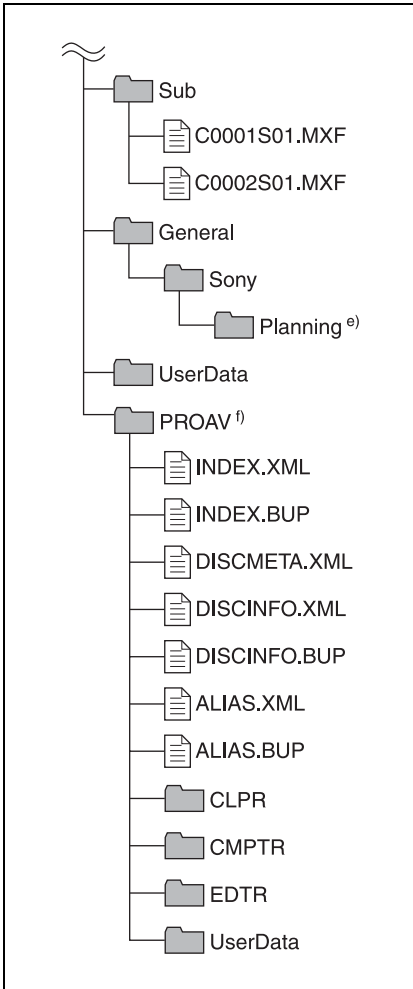 Sub
C0001S01.MXF
C0002S01.MXF
General
Sony
Planning e)
UserData
PROAV f)
INDEX.XML
INDEX.BUP
DISCMETA.XML
DISCINFO.XML
DISCINFO.BUP
ALIAS.XML
ALIAS.BUP
CLPR
CMPTR
EDTR
UserData